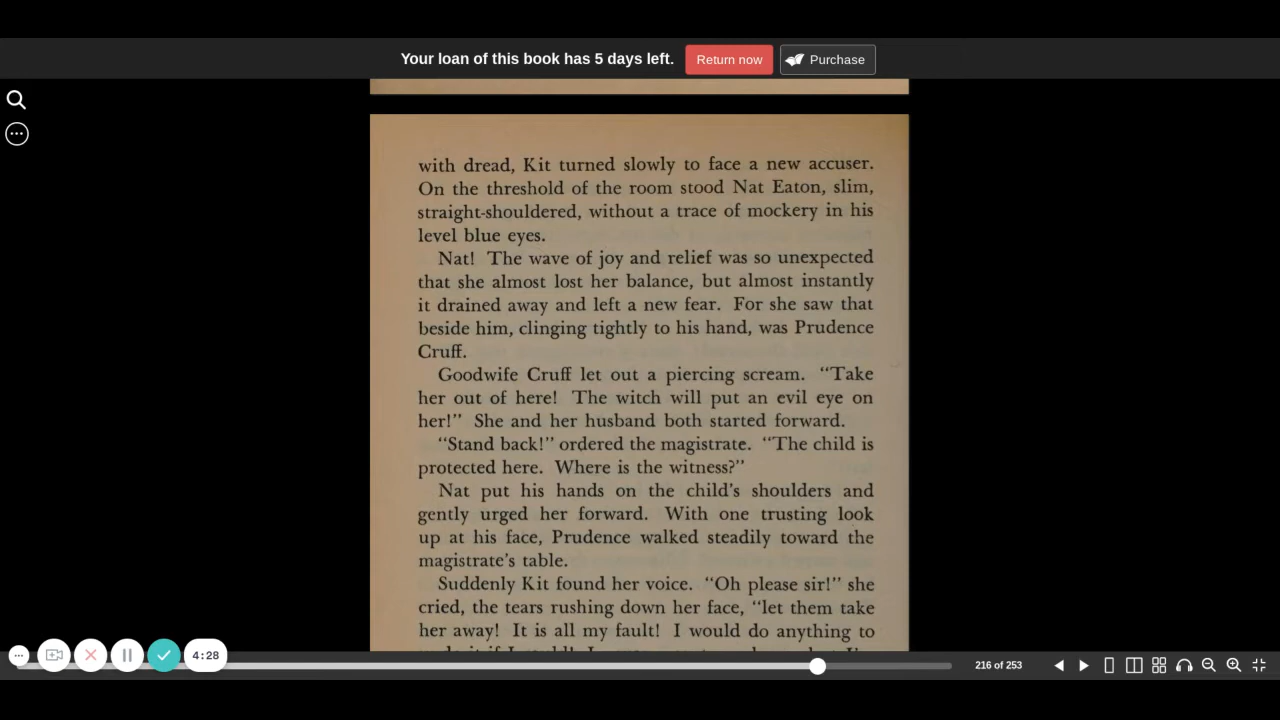 Your loan of this book has 5 days left. Return now Purchase
with dread, Kit turned slowly to face a new accuser.
On the threshold of the room stood Nat Eaton, slim,
straight-shouldered, without a trace of mockery in his
level blue eyes.
Nat! The wave of joy and relief was so unexpected
that she almost lost her balance, but almost instantly
it drained away and left a new fear. For she saw that
beside him, clinging tightly to his hand, was Prudence
Cruff.
Goodwife Cruff let out a piercing scream. "Take
her out of here! The witch will put an evil eye on
her!" She and her husband both started forward.
"Stand back!" ordered the magistrate. "The child is
protected here. Where is the witness?"
Nat put his hands on the child's shoulders and
gently urged her forward. With one trusting look
up at his face, Prudence walked steadily toward the
magistrate's table.
Suddenly Kit found her voice. "Oh please sir!" she
cried, the tears rushing down her face, "let them take
her away! It is all my fault! I would do anything to
4:28
216 of 253